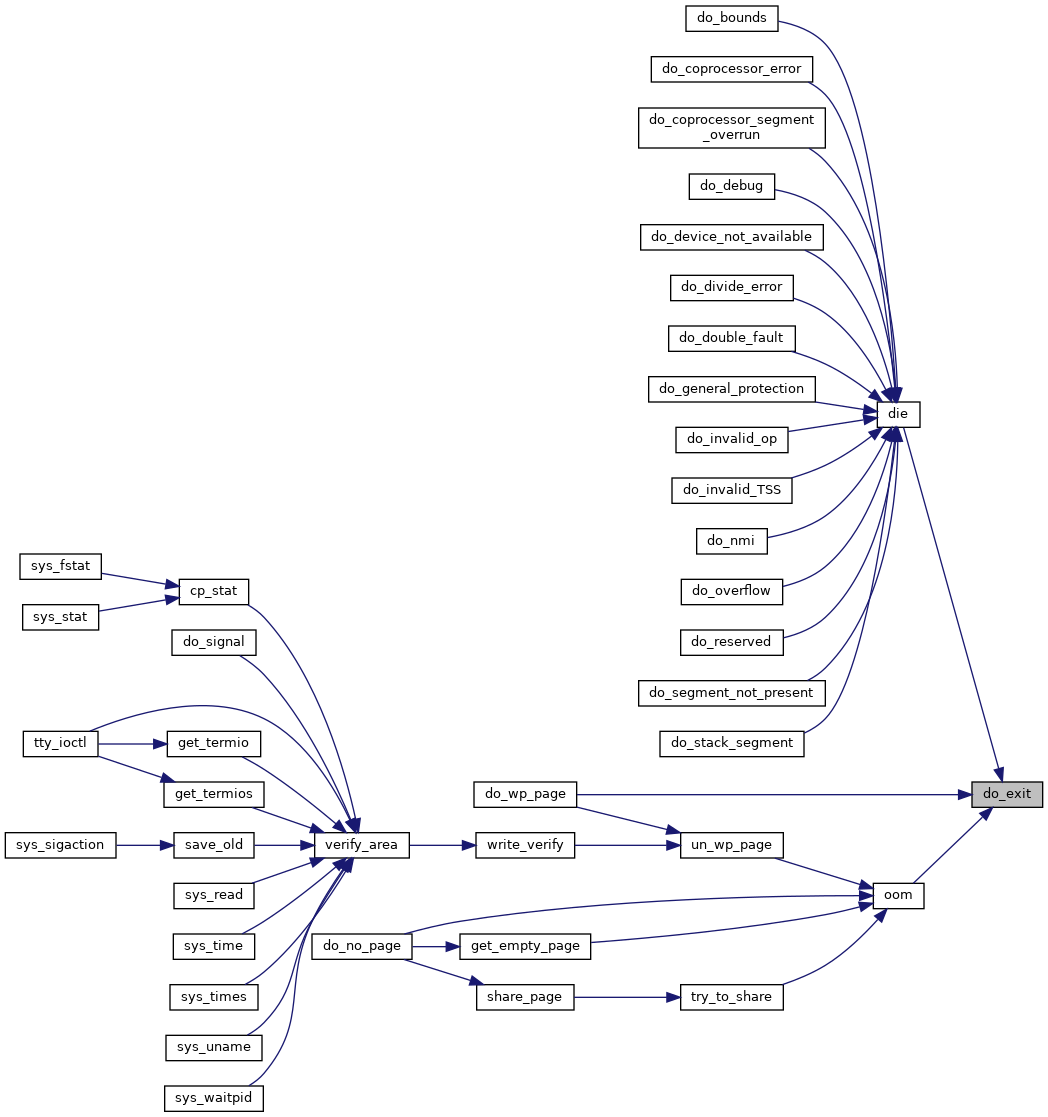 do_bounds
do_coprocessor_error
do_coprocessor_segment
_overrun
do_debug
do_device_not_available
do_divide_error
do_double_fault
do_general_protection
die
do_invalid_op
do_invalid_TSS
do_nmi
sys_fstat
cp_stat
do_overflow
sys_stat
do_signal
do_reserved
do_segment_not_present
tty_ioctl
get_termio
do_stack_segment
get_termios
do_wp_page
do_exit
sys_sigaction
save_old
verify_area
write_verify
un_wp_page
sys_read
oom
sys_time
do_no_page
get_empty_page
sys_times
share_page
try_to_share
sys_uname
sys_waitpid